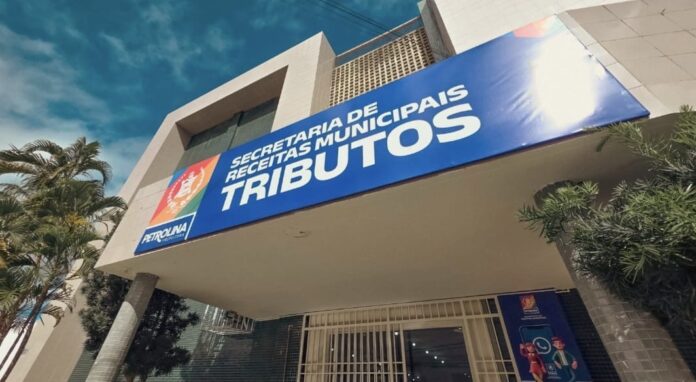 SECRETARIA DE
RECEITAS MUNICIPAIS
TRIBUTOS
PETROLINA